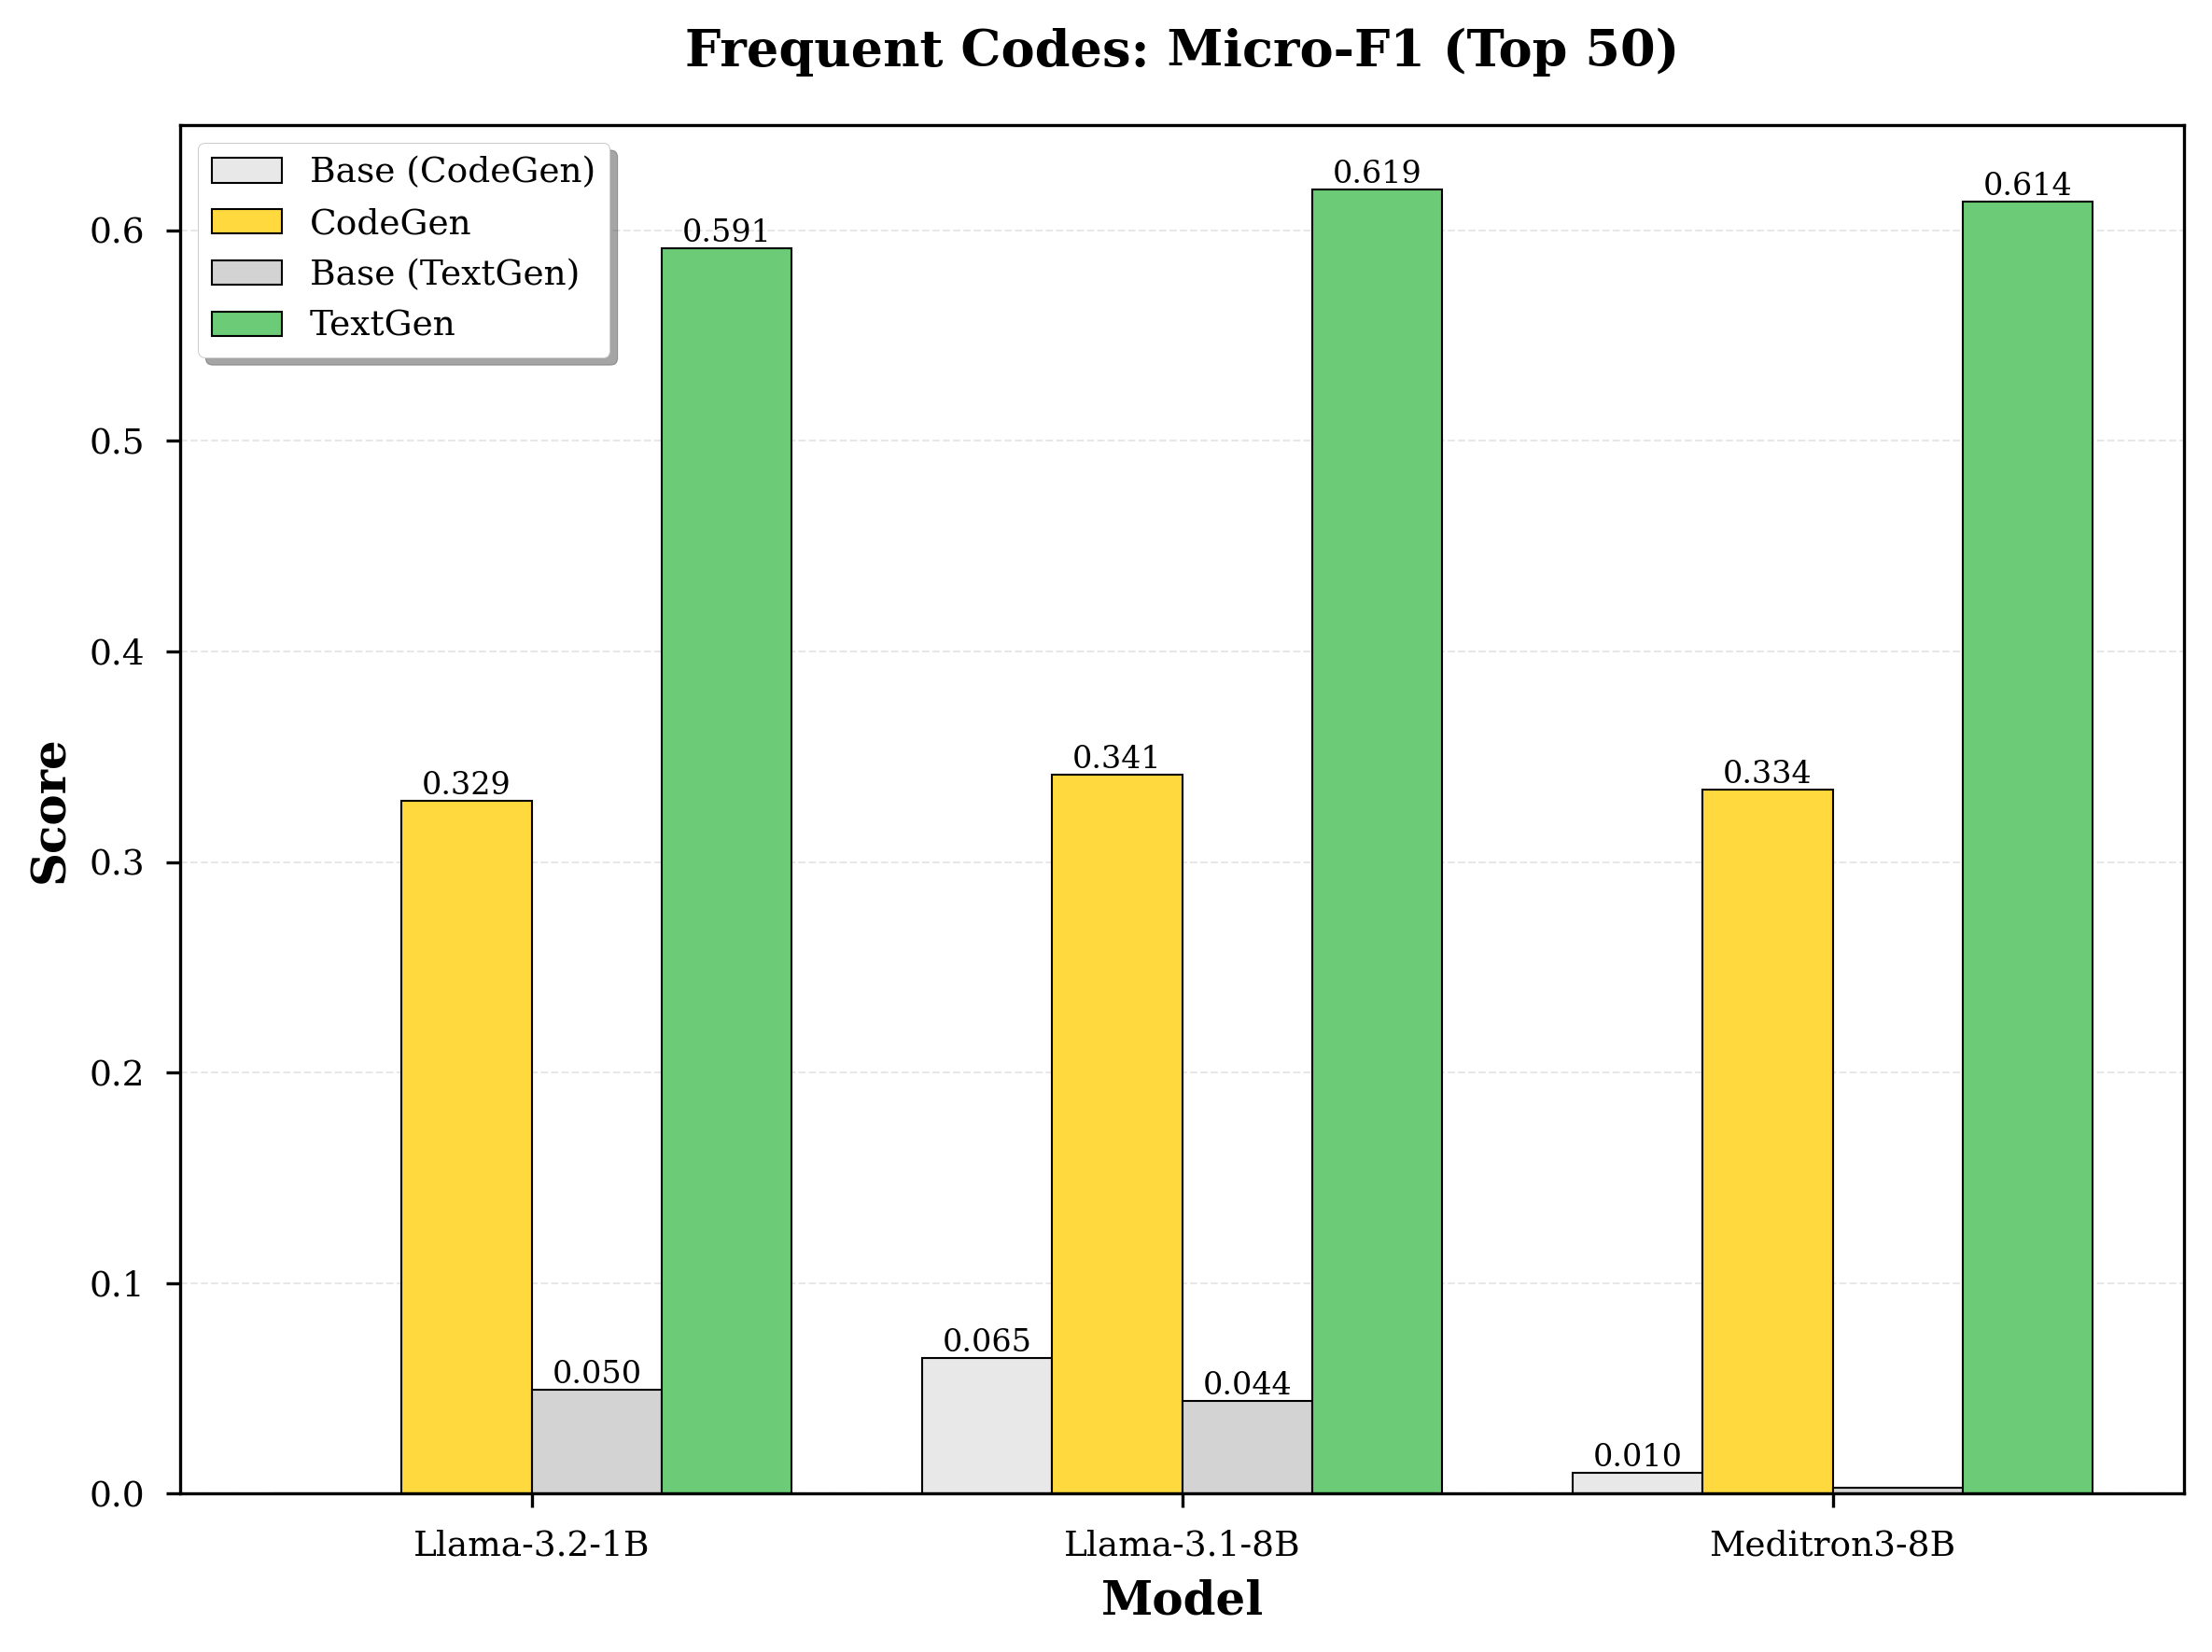 Frequent Codes: Micro-F1 (Top 50)
Base (CodeGen)
CodeGen
Base (TextGen)
TextGen
Score
0.6
0.5
0.4
0.3
0.2
0.1
0.0
0.329
0.050
0.591
0.065
0.341
0.044
0.619
0.010
0.334
0.614
Llama-3.2-1B
Llama-3.1-8B
Meditron3-8B
Model